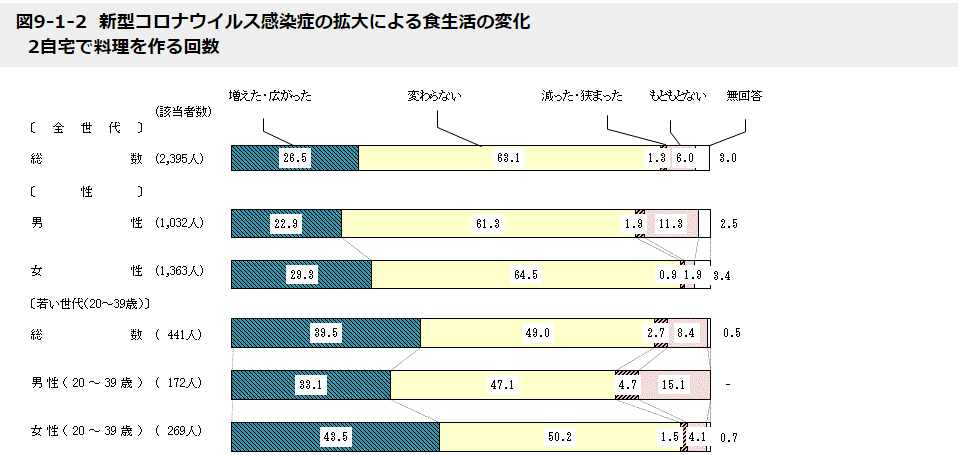 図9-1-2 新型コロナウイルス感染症の拡大による食生活の変化
2自宅で料理を作る回数
増えた・広がった 変わらない 減った・狭まった もともとない 無回答
(該当者数)
〔全世代〕
総数 (2,395人) 26.5 63.1 1.3 6.0 3.0
〔性〕
男性 (1,032人) 22.9 61.3 1.9 11.3 2.5
女性 (1,363人) 29.3 64.5 0.9 1.9 3.4
〔若い世代(20～39歳)〕
総数 ( 441人) 39.5 49.0 2.7 8.4 0.5
男性(20～39歳) ( 172人) 33.1 47.1 4.7 15.1 -
女性(20～39歳) ( 269人) 43.5 50.2 1.5 4.1 0.7